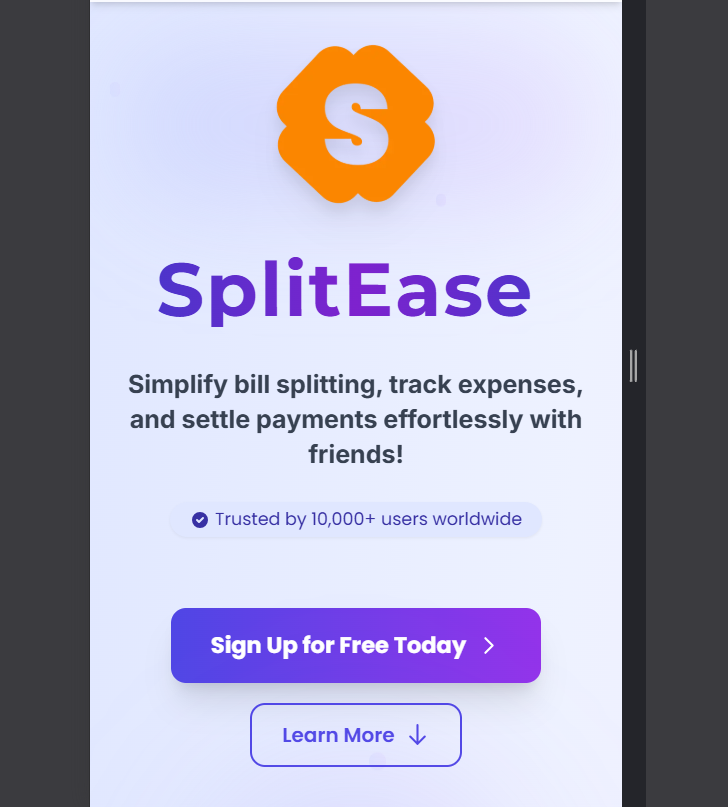 S
SplitEase
Simplify bill splitting, track expenses,
and settle payments effortlessly with
friends!
Trusted by 10,000+ users worldwide
Sign Up for Free Today
Learn More